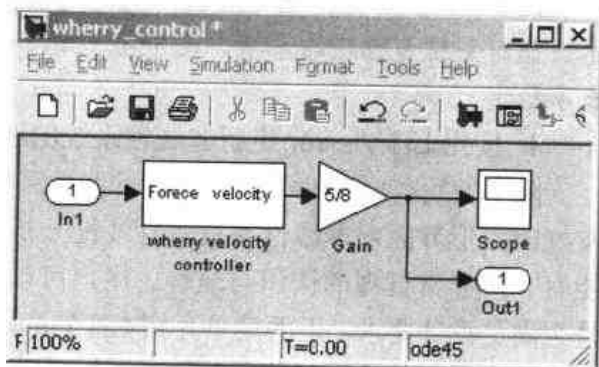 wherry_control *
File Edit View Simulation Format Tools Help
1
In1
Forece velocity
wherry velocity
controller
5/8
Gain
Scope
1
Out1
F 100%
T=0.00
ode45